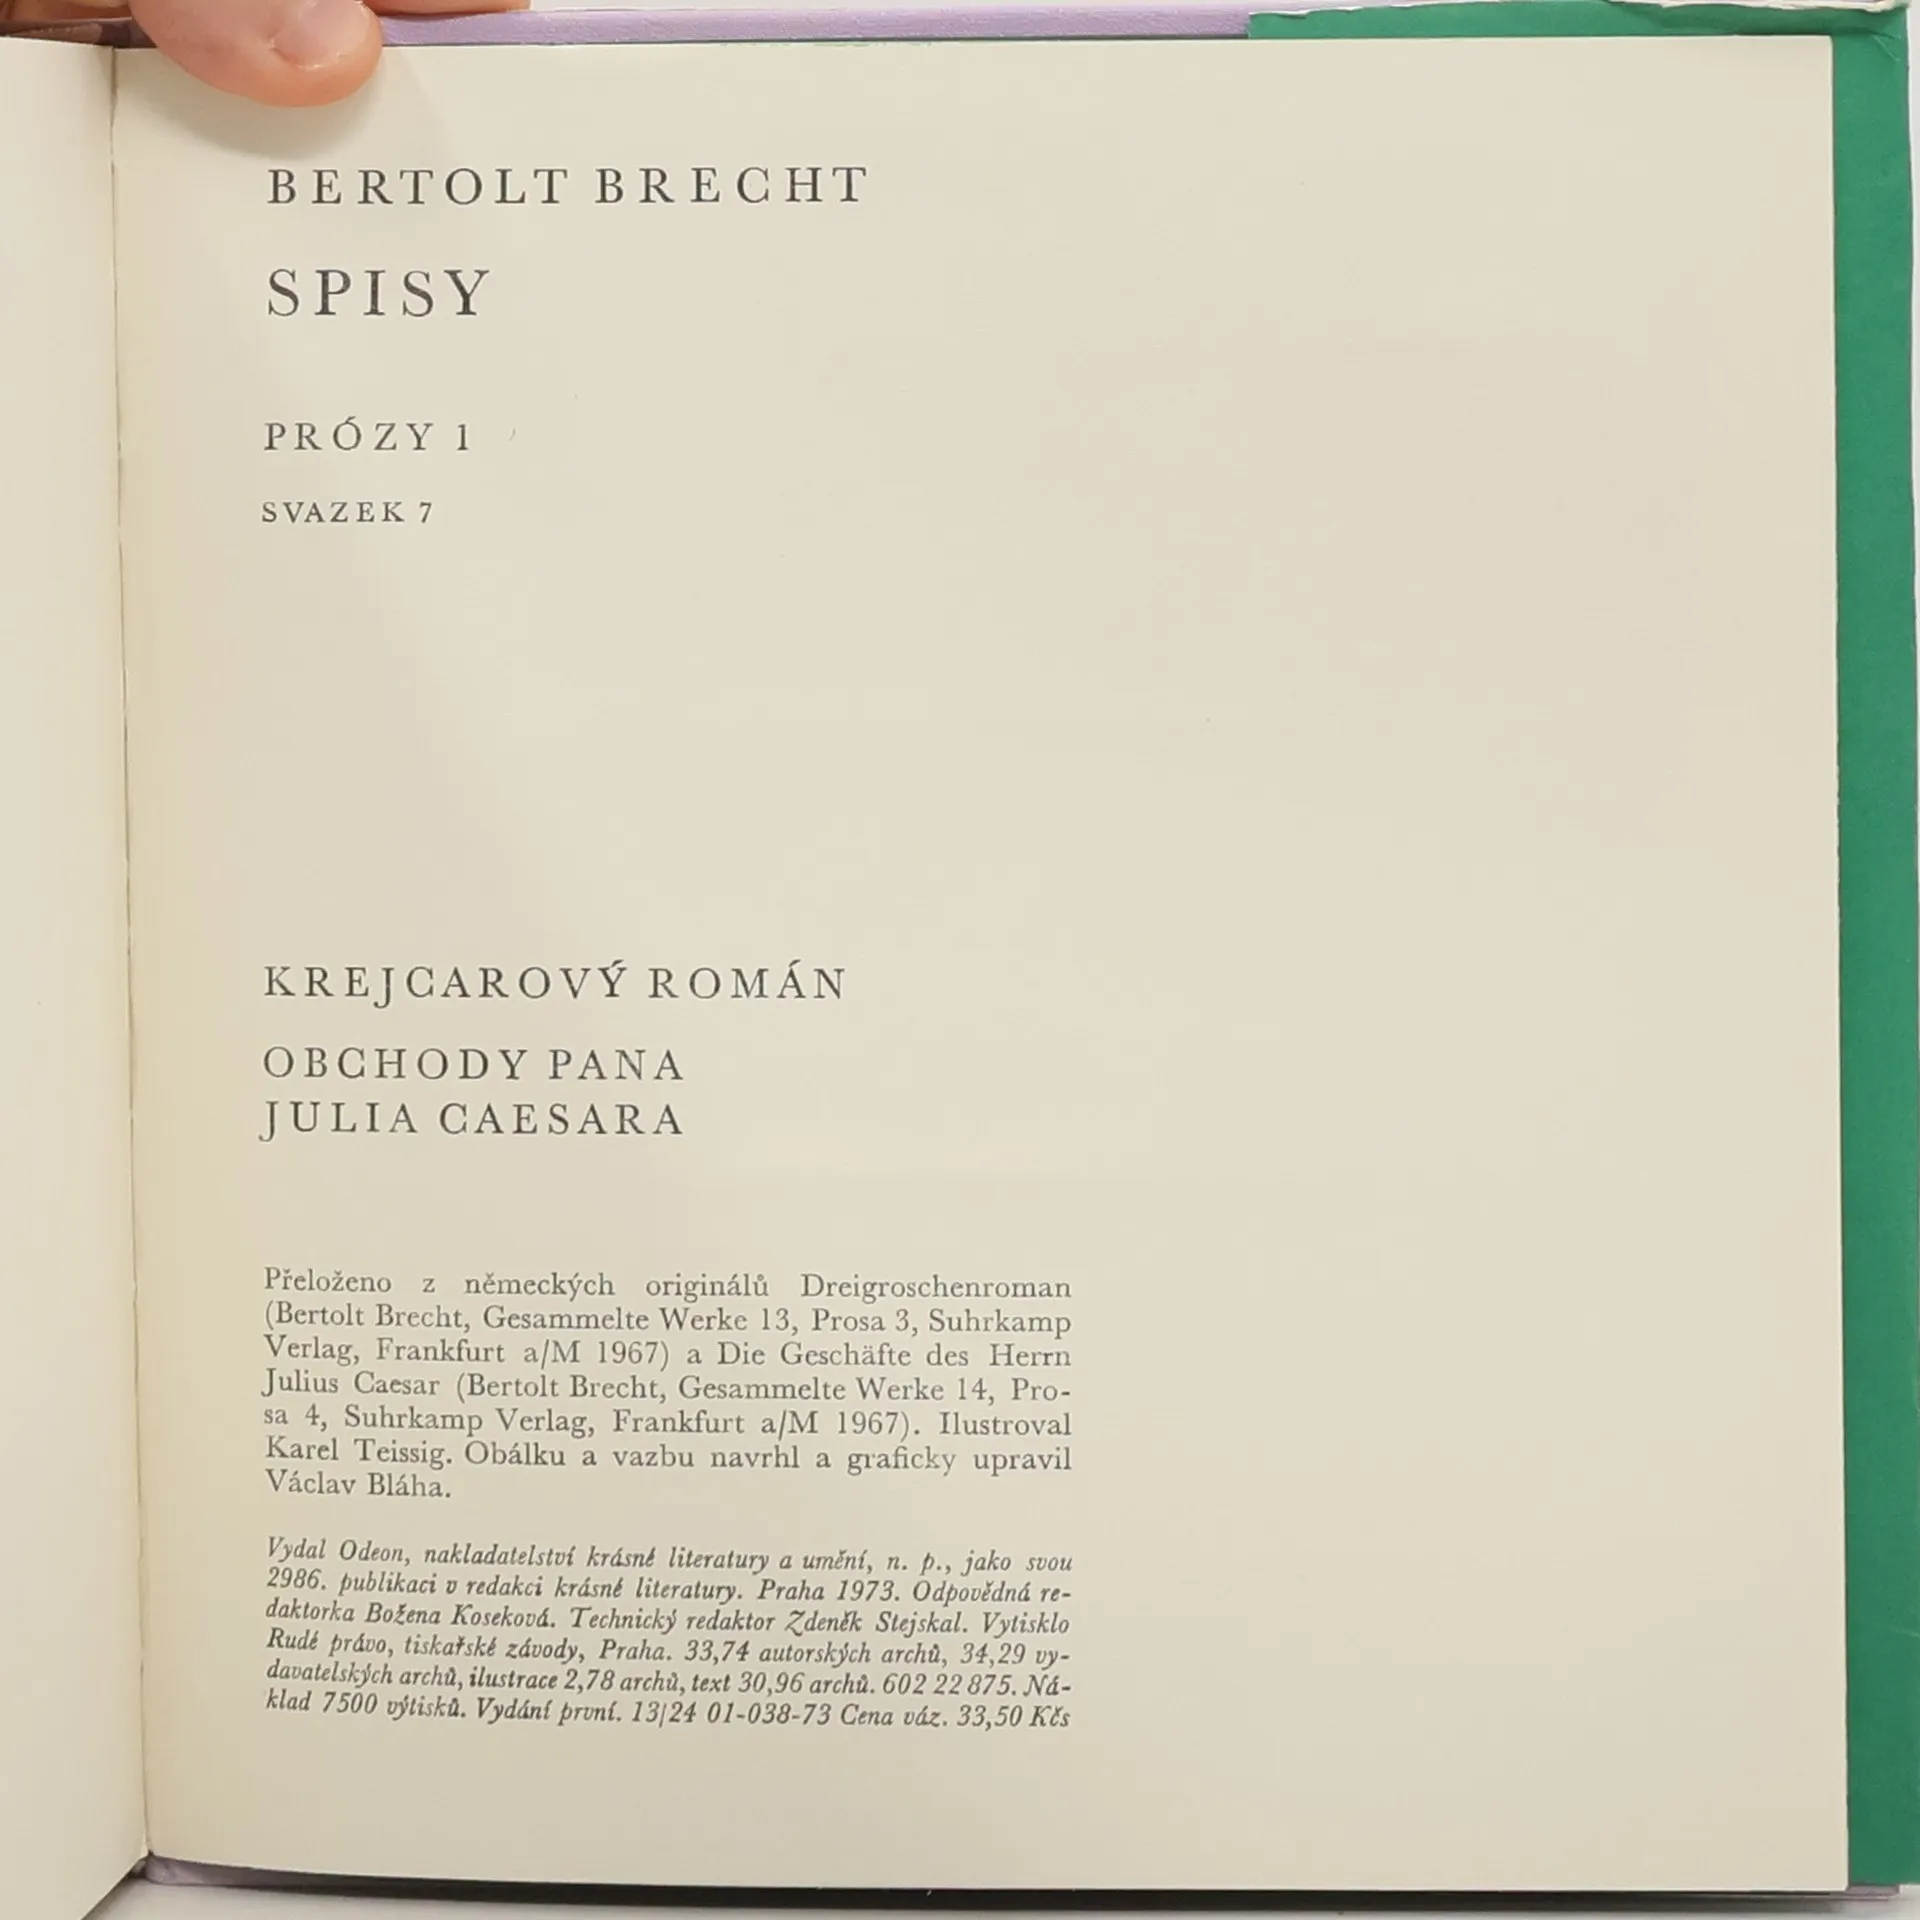 BERTOLT BRECHT
SPISY
PRÓZY 1
SVAZEK 7
KREJCAROVÝ ROMÁN
OBCHODY PANA
JULIA CAESARA
Přeloženo z německých originálů Dreigroschenroman
(Bertolt Brecht, Gesammelte Werke 13, Prosa 3, Suhrkamp
Verlag, Frankfurt a/M 1967) a Die Geschäfte des Herrn
Julius Caesar (Bertolt Brecht, Gesammelte Werke 14, Pro-
sa 4, Suhrkamp Verlag, Frankfurt a/M 1967). Ilustroval
Karel Teissig. Obálku a vazbu navrhl a graficky upravil
Václav Bláha.
Vydal Odeon, nakladatelství krásné literatury a umění, n. p., jako svou
2986. publikaci v redakci krásné literatury. Praha 1973. Odpovědná re-
daktorka Božena Koseková. Technický redaktor Zdeněk Stejskal. Vytisklo
Rudé právo, tiskařské závody, Praha. 33,74 autorských archů, 34,29 vy-
davatelských archů, ilustrace 2,78 archů, text 30,96 archů. 602 22 875. Ná-
klad 7500 výtisků. Vydání první. 13/24 01-038-73 Cena váz. 33,50 Kčs